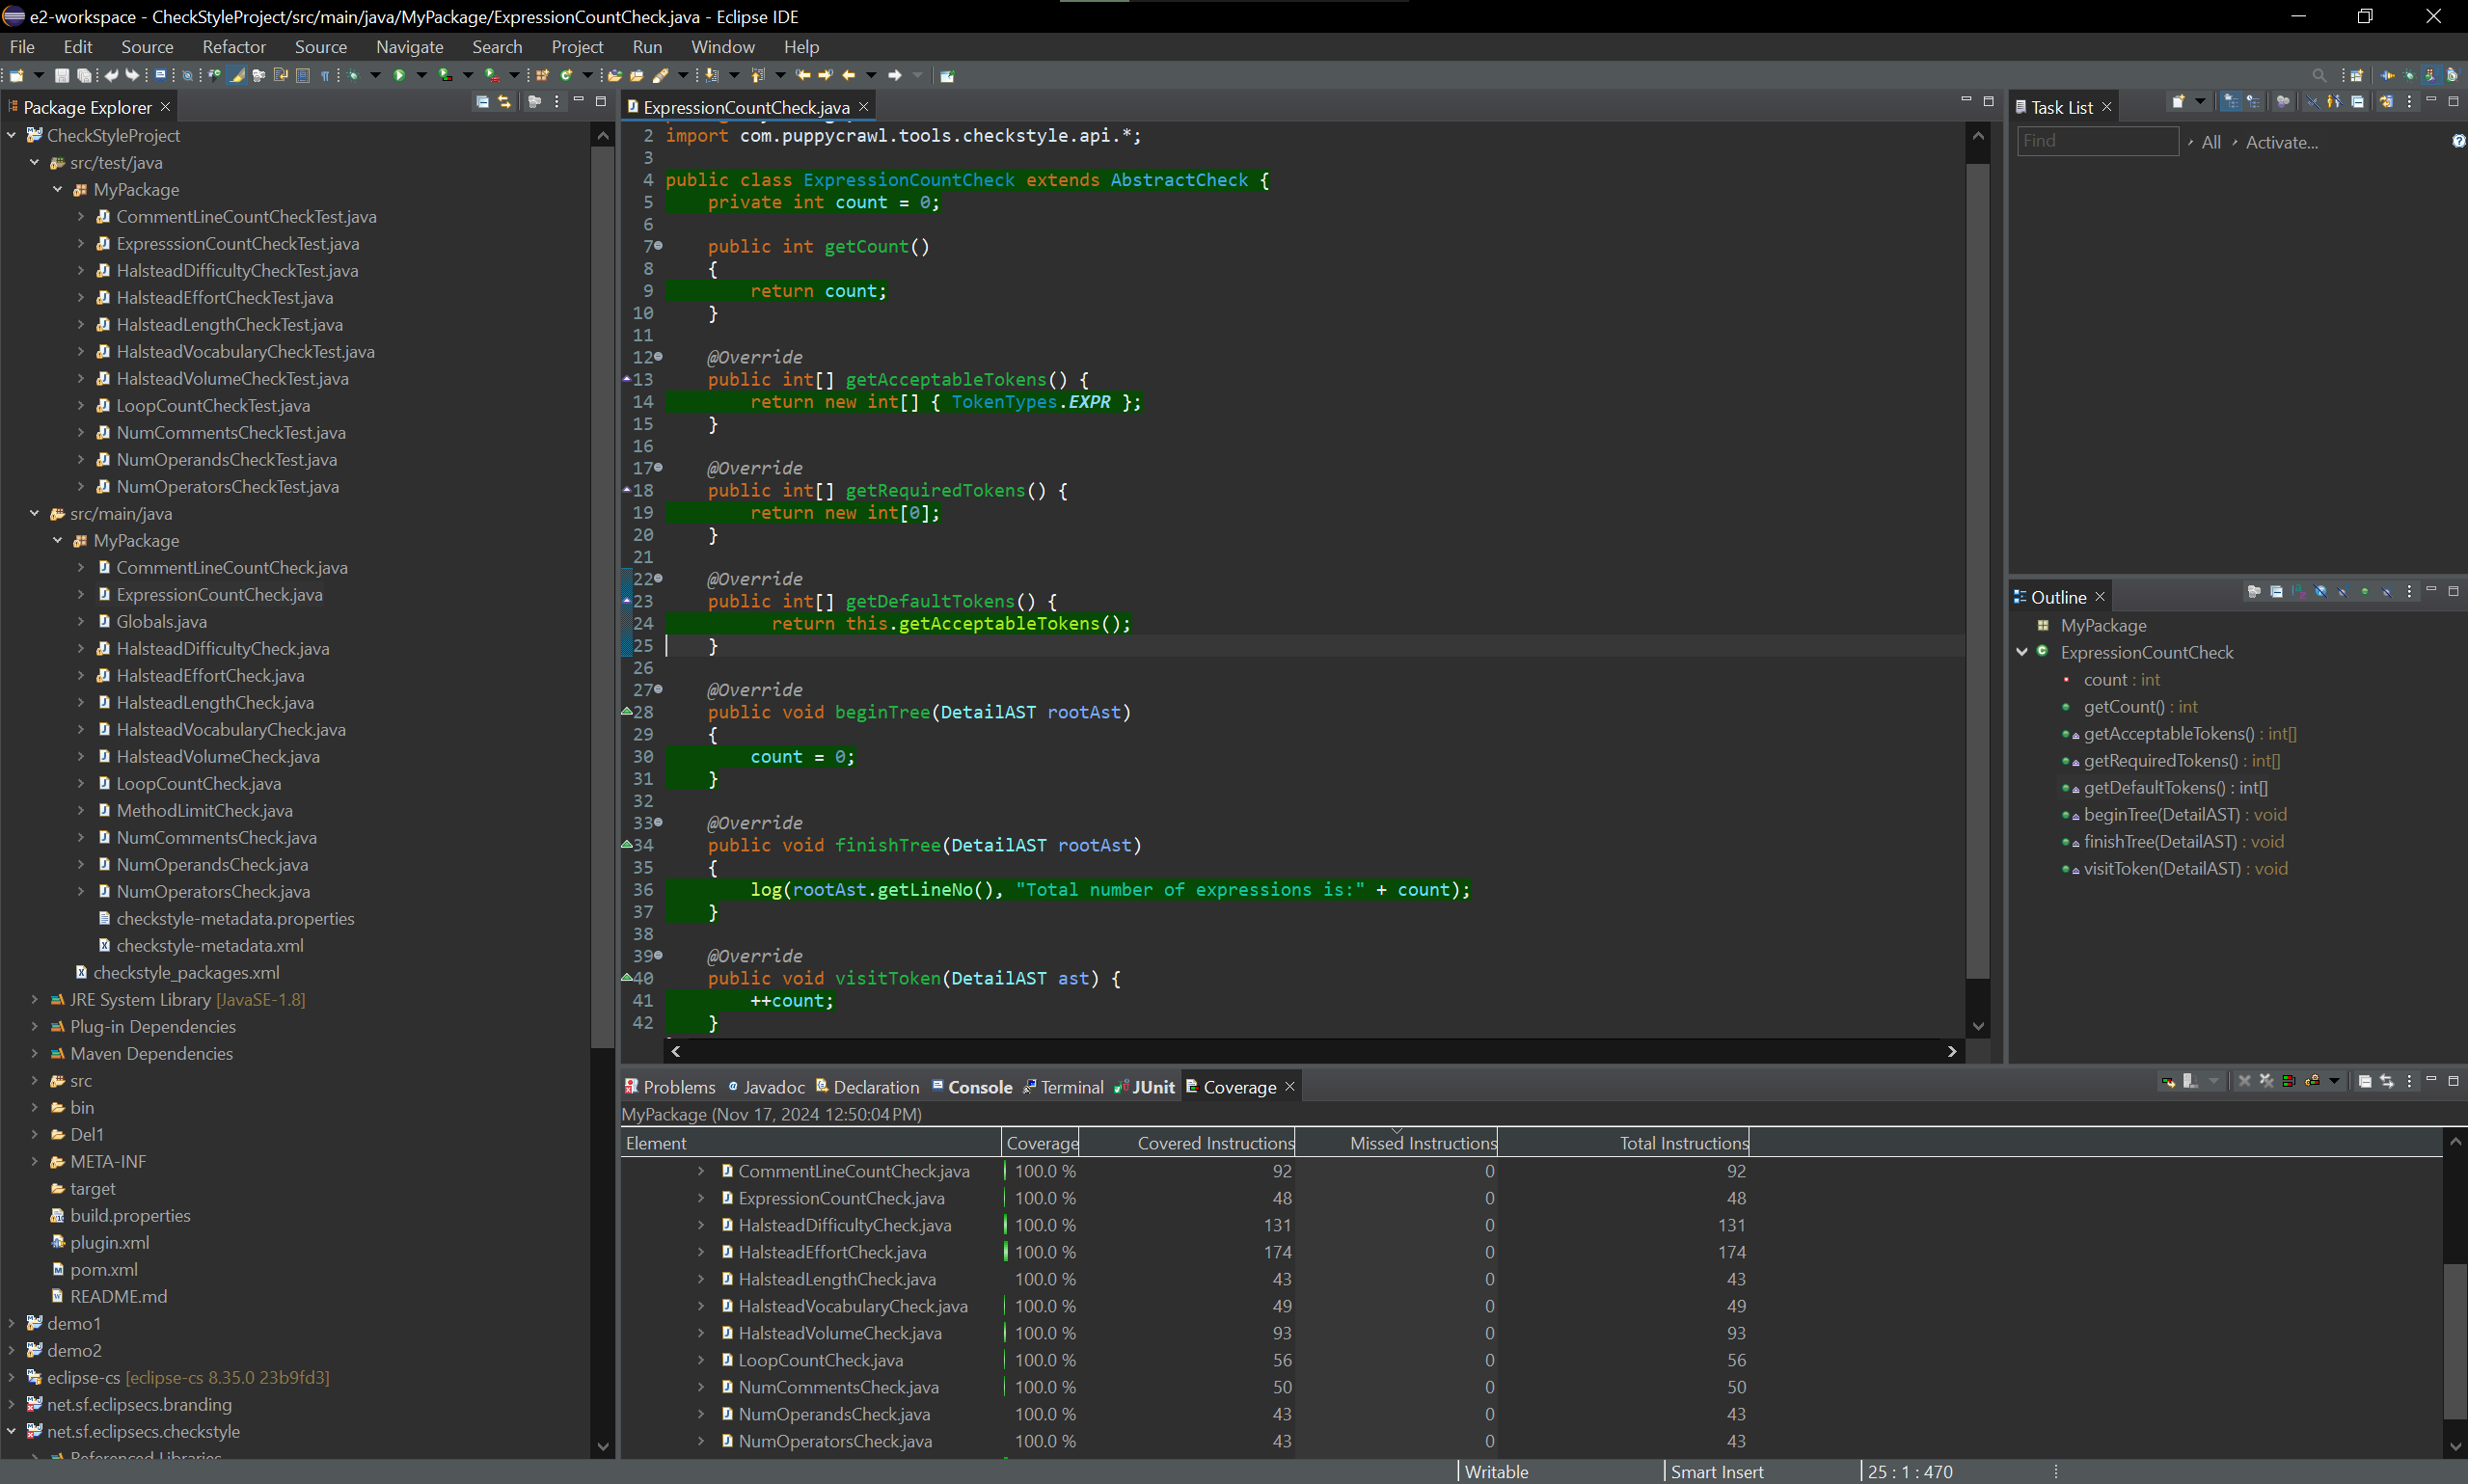 e2-workspace - CheckStyleProject/src/main/java/MyPackage/ExpressionCountCheck.java - Eclipse IDE
File Edit Source Refactor Source Navigate Search Project Run Window Help
Package Explorer
CheckStyleProject
src/test/java
MyPackage
CommentLineCountCheckTest.java
ExpresssionCountCheckTest.java
HalsteadDifficultyCheckTest.java
HalsteadEffortCheckTest.java
HalsteadLengthCheckTest.java
HalsteadVocabularyCheckTest.java
HalsteadVolumeCheckTest.java
LoopCountCheckTest.java
NumCommentsCheckTest.java
NumOperandsCheckTest.java
NumOperatorsCheckTest.java
src/main/java
MyPackage
CommentLineCountCheck.java
ExpressionCountCheck.java
Globals.java
HalsteadDifficultyCheck.java
HalsteadEffortCheck.java
HalsteadLengthCheck.java
HalsteadVocabularyCheck.java
HalsteadVolumeCheck.java
LoopCountCheck.java
MethodLimitCheck.java
NumCommentsCheck.java
NumOperandsCheck.java
NumOperatorsCheck.java
checkstyle-metadata.properties
checkstyle-metadata.xml
checkstyle_packages.xml
JRE System Library [JavaSE-1.8]
Plug-in Dependencies
Maven Dependencies
src
bin
Del1
META-INF
target
build.properties
plugin.xml
pom.xml
README.md
demo1
demo2
eclipse-cs [eclipse-cs 8.35.0 23b9fd3]
net.sf.eclipsecs.branding
net.sf.eclipsecs.checkstyle
Referenced Libraries
ExpressionCountCheck.java
2 import com.puppycrawl.tools.checkstyle.api.*;
3
4 public class ExpressionCountCheck extends AbstractCheck {
5 private int count = 0;
6
7 public int getCount()
8 {
9 return count;
10 }
11
12 @Override
13 public int[] getAcceptableTokens() {
14 return new int[] { TokenTypes.EXPR };
15 }
16
17 @Override
18 public int[] getRequiredTokens() {
19 return new int[0];
20 }
21
22 @Override
23 public int[] getDefaultTokens() {
24 return this.getAcceptableTokens();
25 }
26
27 @Override
28 public void beginTree(DetailAST rootAst)
29 {
30 count = 0;
31 }
32
33 @Override
34 public void finishTree(DetailAST rootAst)
35 {
36 log(rootAst.getLineNo(), "Total number of expressions is:" + count);
37 }
38
39 @Override
40 public void visitToken(DetailAST ast) {
41 ++count;
42 }
Task List
Find All Activate...
Outline
MyPackage
ExpressionCountCheck
count : int
getCount() : int
getAcceptableTokens() : int[]
getRequiredTokens() : int[]
getDefaultTokens() : int[]
beginTree(DetailAST) : void
finishTree(DetailAST) : void
visitToken(DetailAST) : void
Problems Javadoc Declaration Console Terminal JUnit Coverage
MyPackage (Nov 17, 2024 12:50:04 PM)
Element Coverage Covered Instructions Missed Instructions Total Instructions
CommentLineCountCheck.java 100.0 % 92 0 92
ExpressionCountCheck.java 100.0 % 48 0 48
HalsteadDifficultyCheck.java 100.0 % 131 0 131
HalsteadEffortCheck.java 100.0 % 174 0 174
HalsteadLengthCheck.java 100.0 % 43 0 43
HalsteadVocabularyCheck.java 100.0 % 49 0 49
HalsteadVolumeCheck.java 100.0 % 93 0 93
LoopCountCheck.java 100.0 % 56 0 56
NumCommentsCheck.java 100.0 % 50 0 50
NumOperandsCheck.java 100.0 % 43 0 43
NumOperatorsCheck.java 100.0 % 43 0 43
Writable Smart Insert 25 : 1 : 470